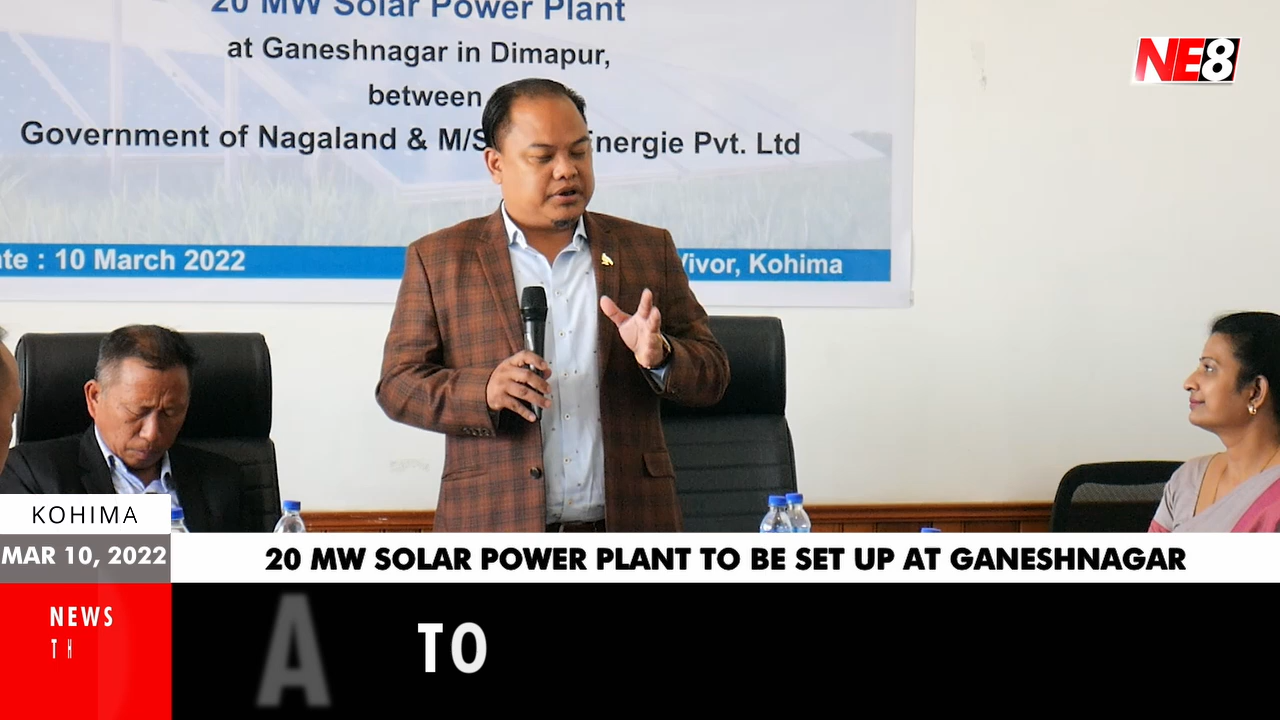 20 MW Solar Power Plant
at Ganeshnagar in Dimapur,
between
Government of Nagaland & M/S Energie Pvt. Ltd
te : 10 March 2022
Vivor, Kohima
NE8
KOHIMA
MAR 10, 2022
20 MW SOLAR POWER PLANT TO BE SET UP AT GANESHNAGAR
NEWS
TH
A TO